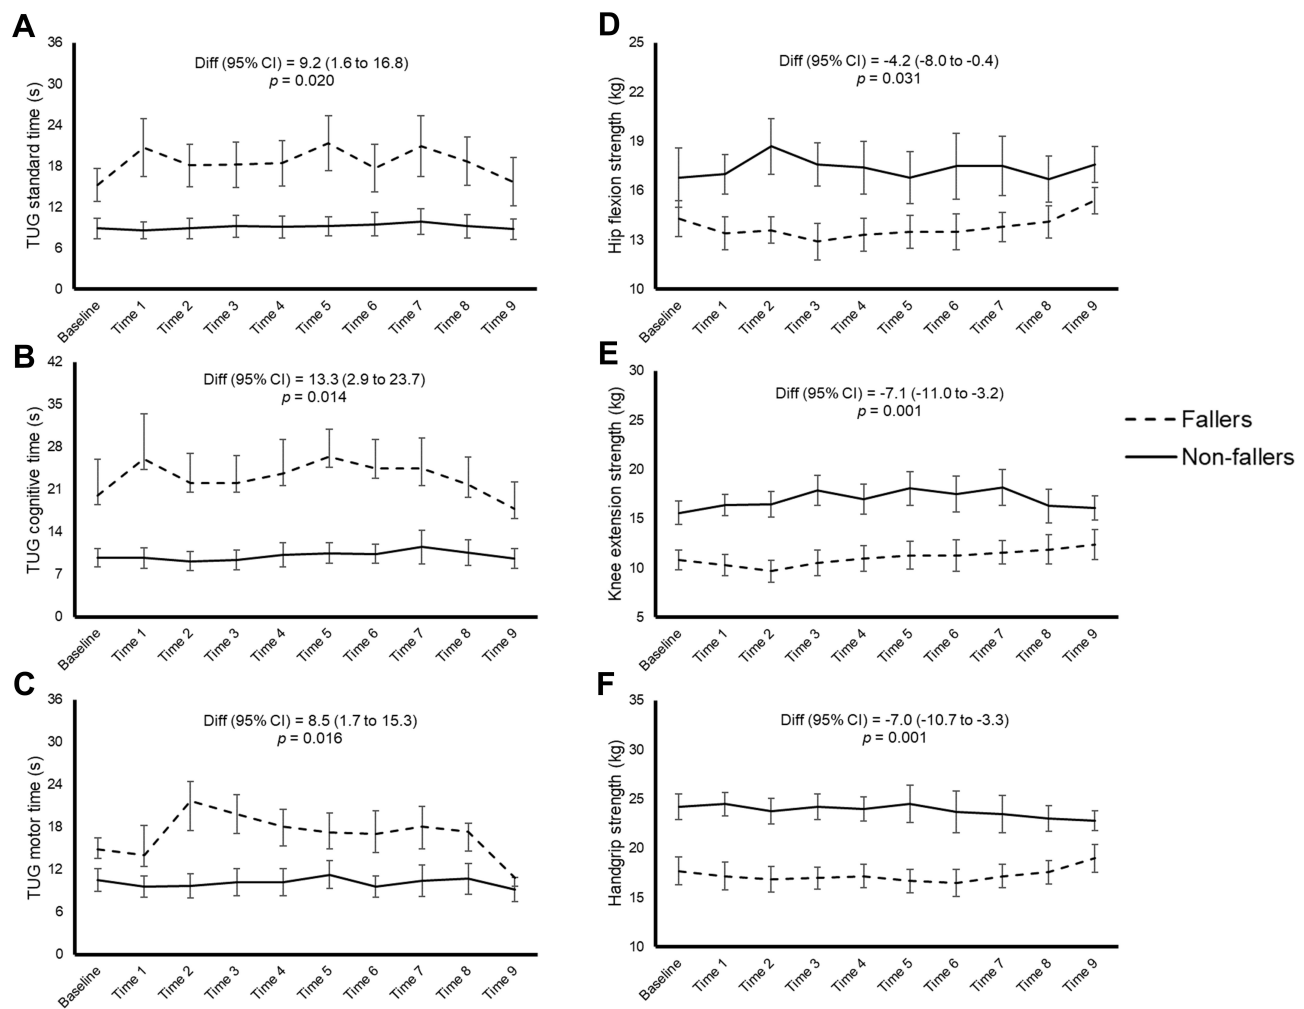 A
TUG standard time (s)
36
30
24
18
12
6
0
Diff (95% CI) = 9.2 (1.6 to 16.8)
p = 0.020
Baseline
Time 1
Time 2
Time 3
Time 4
Time 5
Time 6
Time 7
Time 8
Time 9
B
TUG cognitive time (s)
42
35
28
21
14
7
0
Diff (95% CI) = 13.3 (2.9 to 23.7)
p = 0.014
Baseline
Time 1
Time 2
Time 3
Time 4
Time 5
Time 6
Time 7
Time 8
Time 9
C
TUG motor time (s)
36
30
24
18
12
6
0
Diff (95% CI) = 8.5 (1.7 to 15.3)
p = 0.016
Baseline
Time 1
Time 2
Time 3
Time 4
Time 5
Time 6
Time 7
Time 8
Time 9
D
Hip flexion strength (kg)
25
22
19
16
13
10
Diff (95% CI) = -4.2 (-8.0 to -0.4)
p = 0.031
Baseline
Time 1
Time 2
Time 3
Time 4
Time 5
Time 6
Time 7
Time 8
Time 9
E
Knee extension strength (kg)
30
25
20
15
10
5
Diff (95% CI) = -7.1 (-11.0 to -3.2)
p = 0.001
Baseline
Time 1
Time 2
Time 3
Time 4
Time 5
Time 6
Time 7
Time 8
Time 9
F
Handgrip strength (kg)
35
30
25
20
15
10
Diff (95% CI) = -7.0 (-10.7 to -3.3)
p = 0.001
Baseline
Time 1
Time 2
Time 3
Time 4
Time 5
Time 6
Time 7
Time 8
Time 9
Fallers
Non-fallers